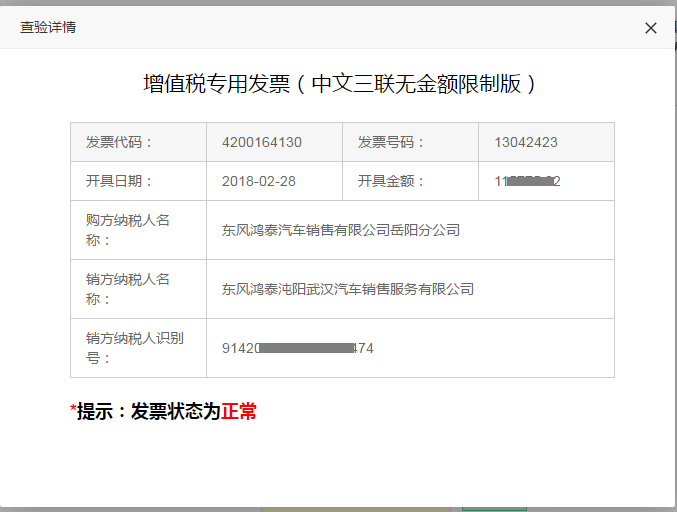 查验详情
增值税专用发票（中文三联无金额限制版）
发票代码： 4200164130 发票号码： 13042423
开具日期： 2018-02-28 开具金额： 11 2
购方纳税人名
称：
东风鸿泰汽车销售有限公司岳阳分公司
销方纳税人名
称：
东风鸿泰沌阳武汉汽车销售服务有限公司
销方纳税人识别
号：
91420 474
*提示：发票状态为正常